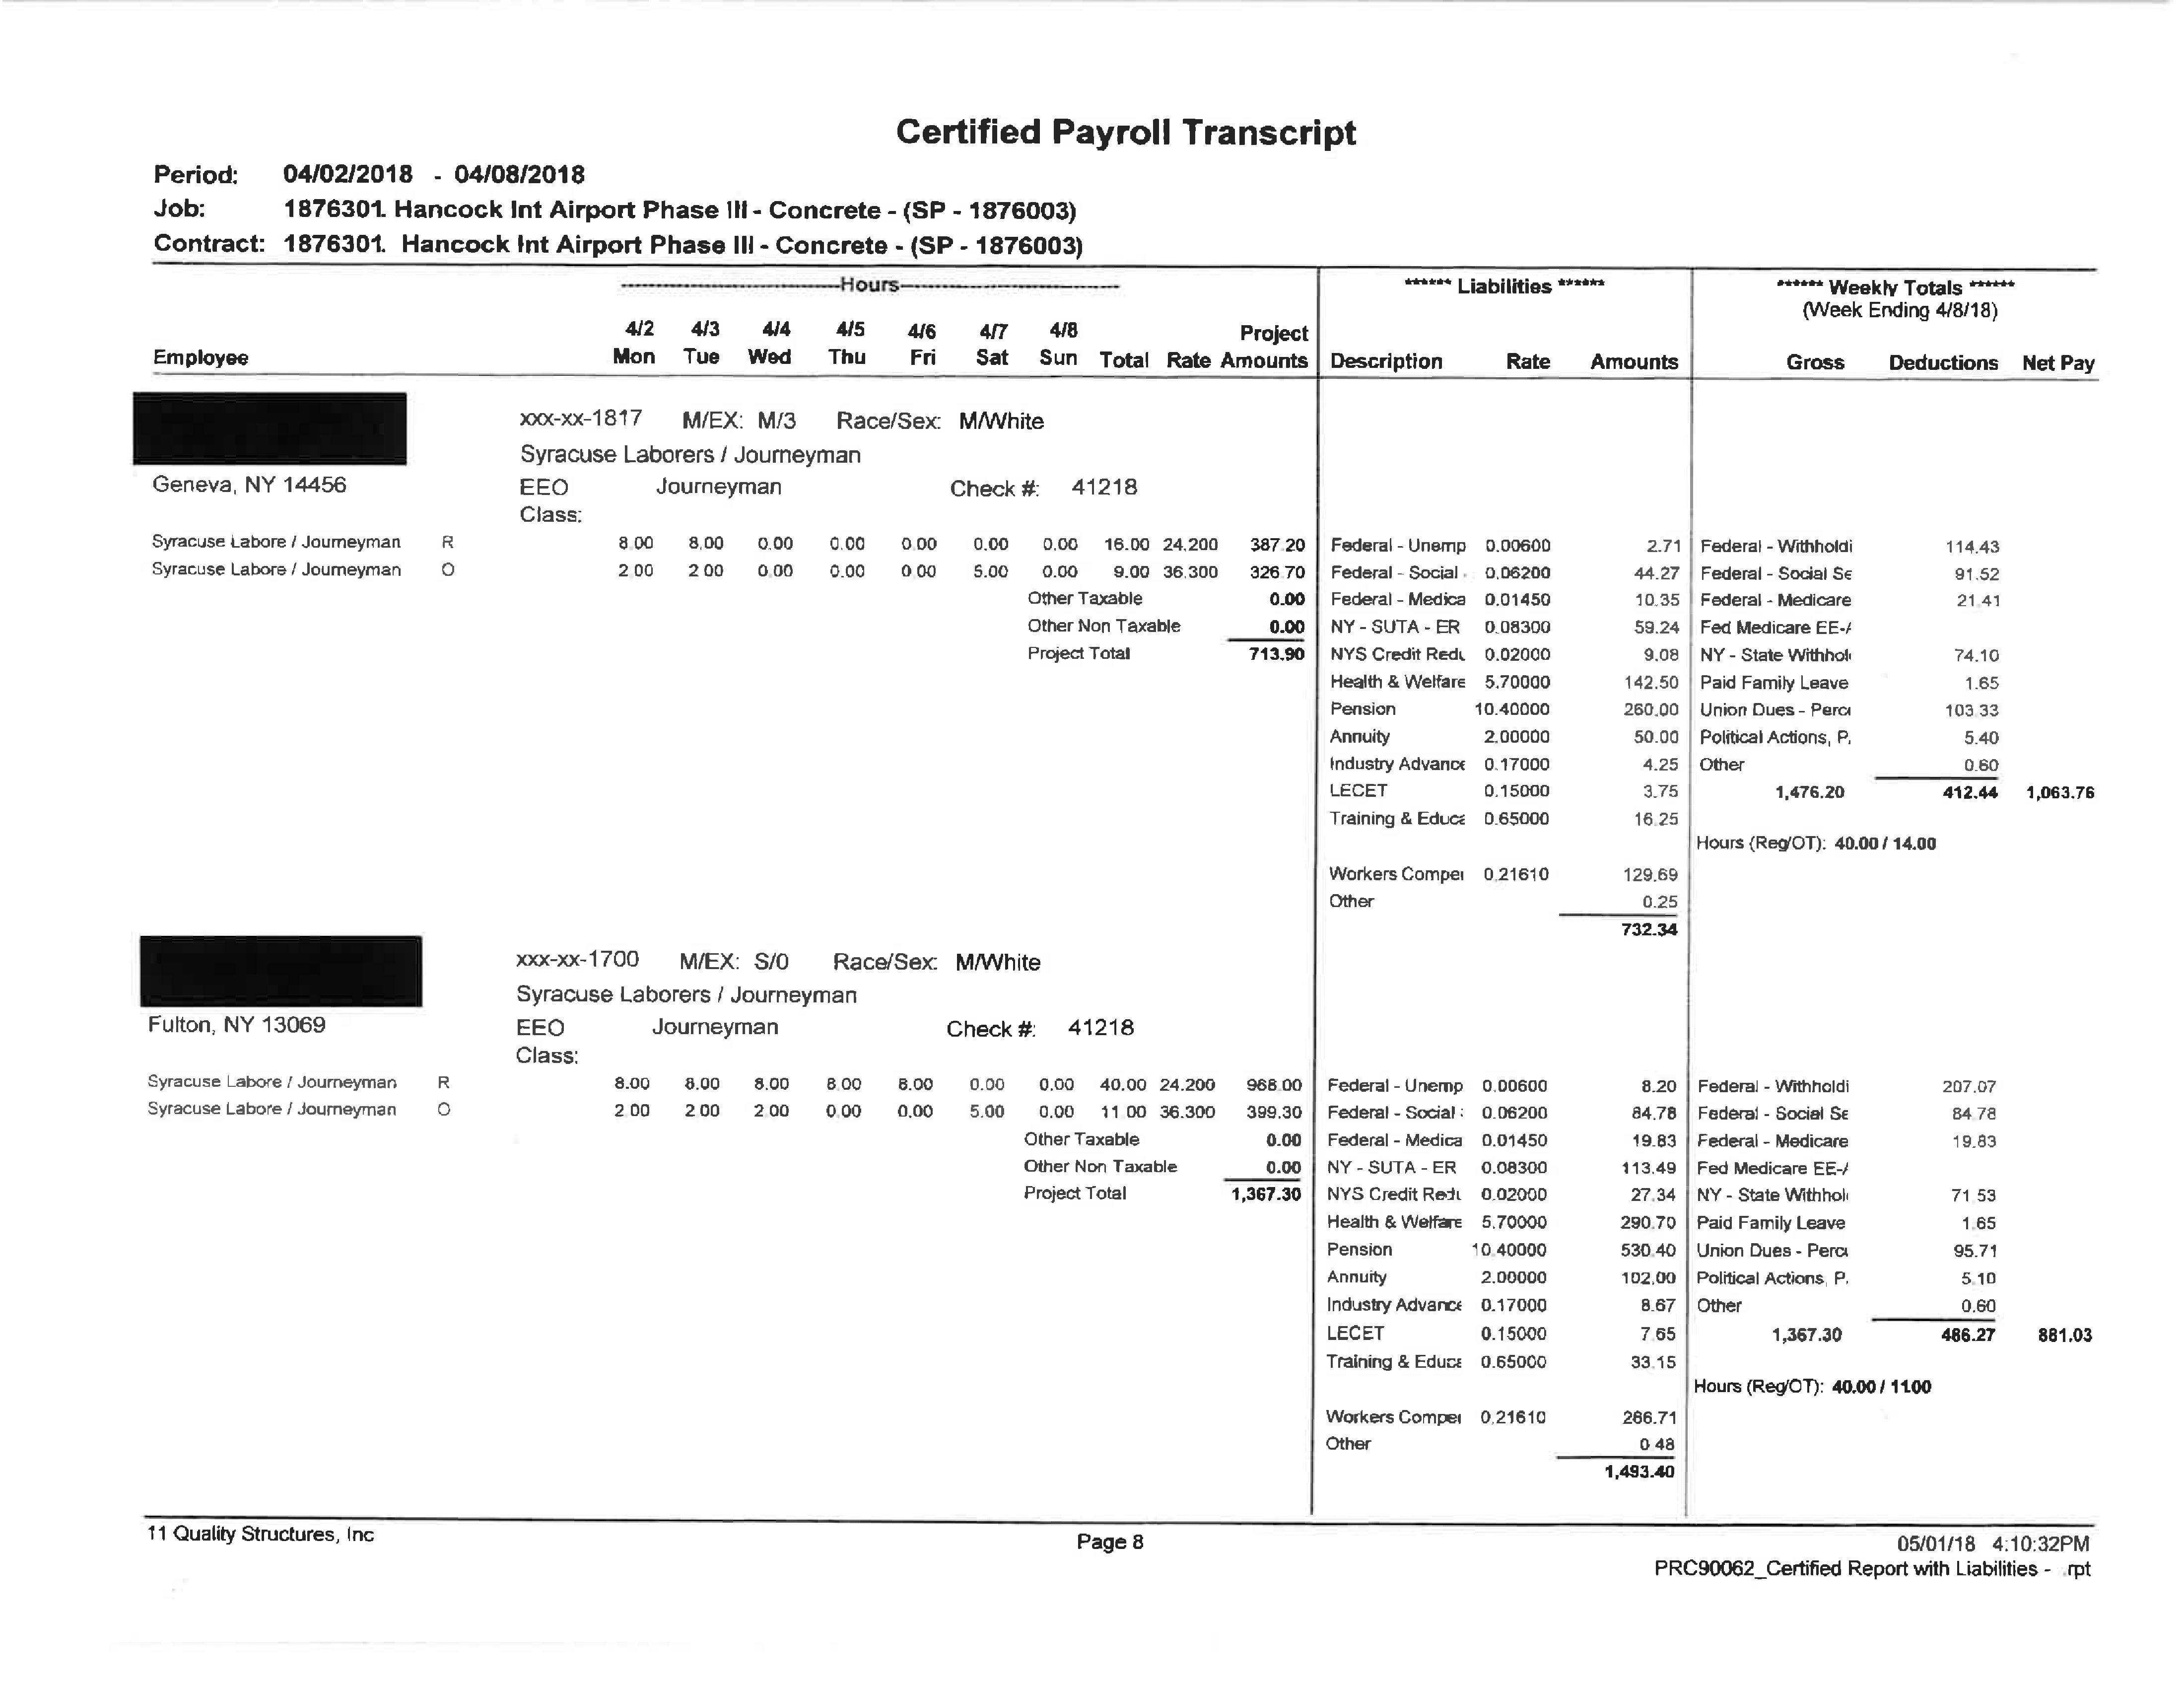 Certified Payroll Transcript
Period: 04/02/2018 - 04/08/2018
Job: 1876301. Hancock Int Airport Phase III - Concrete - (SP - 1876003)
Contract: 1876301. Hancock Int Airport Phase III - Concrete - (SP - 1876003)
Hours
****** Liabilities ******
****** Weekly Totals ******
(Week Ending 4/8/18)
4/2 4/3 4/4 4/5 4/6 4/7 4/8 Project
Employee Mon Tue Wed Thu Fri Sat Sun Total Rate Amounts Description Rate Amounts Gross Deductions Net Pay
xxx-xx-1817 M/EX: M/3 Race/Sex: M/White
Syracuse Laborers / Journeyman
Geneva, NY 14456 EEO Journeyman Check #: 41218
Class:
Syracuse Labore / Journeyman R 8.00 8.00 0.00 0.00 0.00 0.00 0.00 16.00 24.200 387.20 Federal - Unemp 0.00600 2.71 Federal - Withholdi 114.43
Syracuse Labore / Journeyman O 2.00 2.00 0.00 0.00 0.00 5.00 0.00 9.00 36.300 326.70 Federal - Social 0.06200 44.27 Federal - Social Se 91.52
Other Taxable 0.00 Federal - Medica 0.01450 10.35 Federal - Medicare 21.41
Other Non Taxable 0.00 NY - SUTA - ER 0.08300 59.24 Fed Medicare EE-/
Project Total 713.90 NYS Credit Redu 0.02000 9.08 NY - State Withhol 74.10
Health & Welfare 5.70000 142.50 Paid Family Leave 1.65
Pension 10.40000 260.00 Union Dues - Perce 103.33
Annuity 2.00000 50.00 Political Actions, P. 5.40
Industry Advance 0.17000 4.25 Other 0.60
LECET 0.15000 3.75 1,476.20 412.44 1,063.76
Training & Educa 0.65000 16.25
Hours (Reg/OT): 40.00 / 14.00
Workers Compei 0.21610 129.69
Other 0.25
732.34
xxx-xx-1700 M/EX: S/0 Race/Sex: M/White
Syracuse Laborers / Journeyman
Fulton, NY 13069 EEO Journeyman Check #: 41218
Class:
Syracuse Labore / Journeyman R 8.00 8.00 8.00 8.00 8.00 0.00 0.00 40.00 24.200 968.00 Federal - Unemp 0.00600 8.20 Federal - Withholdi 207.07
Syracuse Labore / Journeyman O 2.00 2.00 2.00 0.00 0.00 5.00 0.00 11.00 36.300 399.30 Federal - Social 0.06200 84.78 Federal - Social Se 84.78
Other Taxable 0.00 Federal - Medica 0.01450 19.83 Federal - Medicare 19.83
Other Non Taxable 0.00 NY - SUTA - ER 0.08300 113.49 Fed Medicare EE-/
Project Total 1,367.30 NYS Credit Redu 0.02000 27.34 NY - State Withhol 71.53
Health & Welfare 5.70000 290.70 Paid Family Leave 1.65
Pension 10.40000 530.40 Union Dues - Perce 95.71
Annuity 2.00000 102.00 Political Actions, P. 5.10
Industry Advance 0.17000 8.67 Other 0.60
LECET 0.15000 7.65 1,367.30 486.27 881.03
Training & Educa 0.65000 33.15
Hours (Reg/OT): 40.00 / 11.00
Workers Compei 0.21610 266.71
Other 0.48
1,493.40
11 Quality Structures, Inc Page 8 05/01/18 4:10:32PM
PRC90062_Certified Report with Liabilities - .rpt